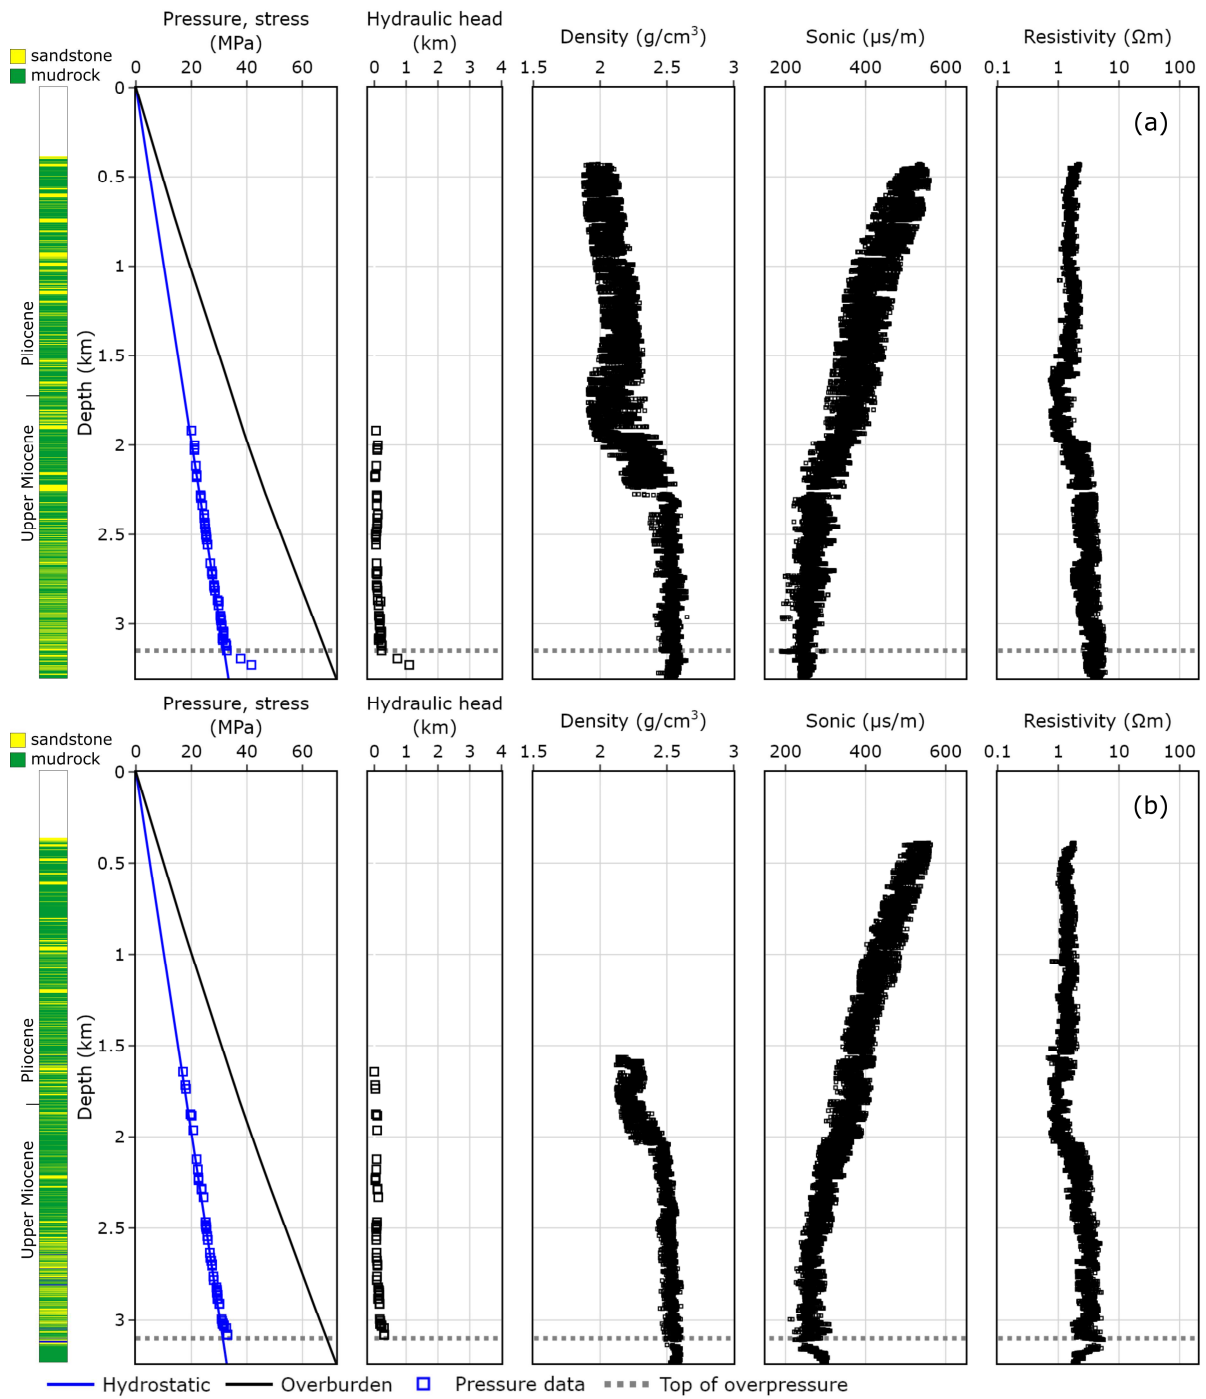 Pressure, stress (MPa)
Hydraulic head (km)
Density (g/cm³)
Sonic (µs/m)
Resistivity (Ωm)
sandstone
mudrock
0 20 40 60
0 1 2 3 4
1.5 2 2.5 3
200 400 600
0.1 1 10 100
(a)
0
0.5
1
1.5
2
2.5
3
Depth (km)
Pliocene
Upper Miocene
Pressure, stress (MPa)
Hydraulic head (km)
Density (g/cm³)
Sonic (µs/m)
Resistivity (Ωm)
sandstone
mudrock
0 20 40 60
0 1 2 3 4
1.5 2 2.5 3
200 400 600
0.1 1 10 100
(b)
0
0.5
1
1.5
2
2.5
3
Depth (km)
Pliocene
Upper Miocene
Hydrostatic
Overburden
Pressure data
Top of overpressure